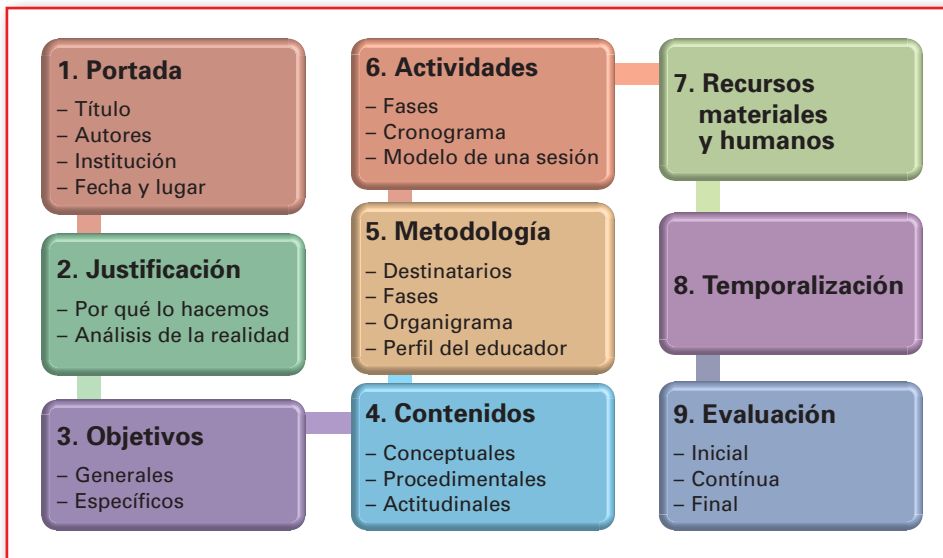 1. Portada
– Título
– Autores
– Institución
– Fecha y lugar
2. Justificación
– Por qué lo hacemos
– Análisis de la realidad
3. Objetivos
– Generales
– Específicos
4. Contenidos
– Conceptuales
– Procedimentales
– Actitudinales
5. Metodología
– Destinatarios
– Fases
– Organigrama
– Perfil del educador
6. Actividades
– Fases
– Cronograma
– Modelo de una sesión
7. Recursos
materiales
y humanos
8. Temporalización
9. Evaluación
– Inicial
– Contínua
– Final